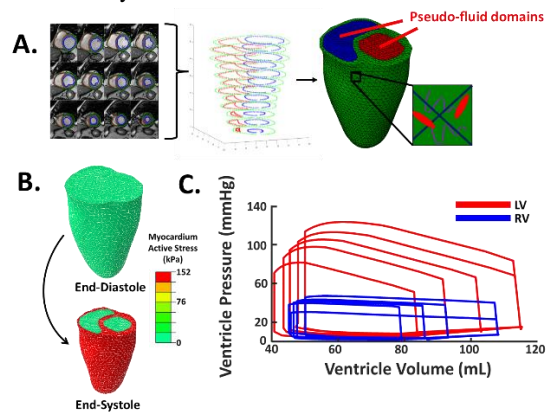 A.
Pseudo-fluid domains
B.
Myocardium
Active Stress
(kPa)
152
76
0
End-Diastole
End-Systole
C.
LV
RV
Ventricle Pressure (mmHg)
140
100
60
20
0
40
60
80
100
120
Ventricle Volume (mL)